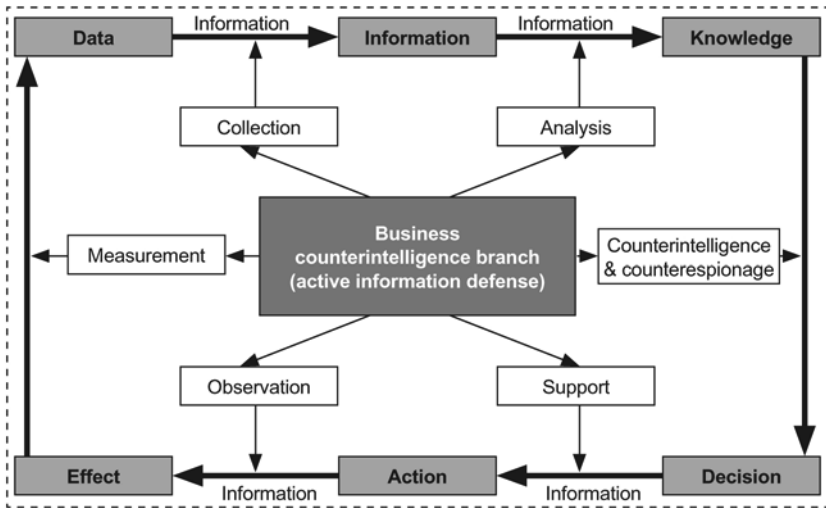 Information
Information
Data
Information
Knowledge
Collection
Analysis
Business
counterintelligence branch
(active information defense)
Measurement
Counterintelligence
& counterespionage
Observation
Support
Effect
Action
Decision
Information
Information